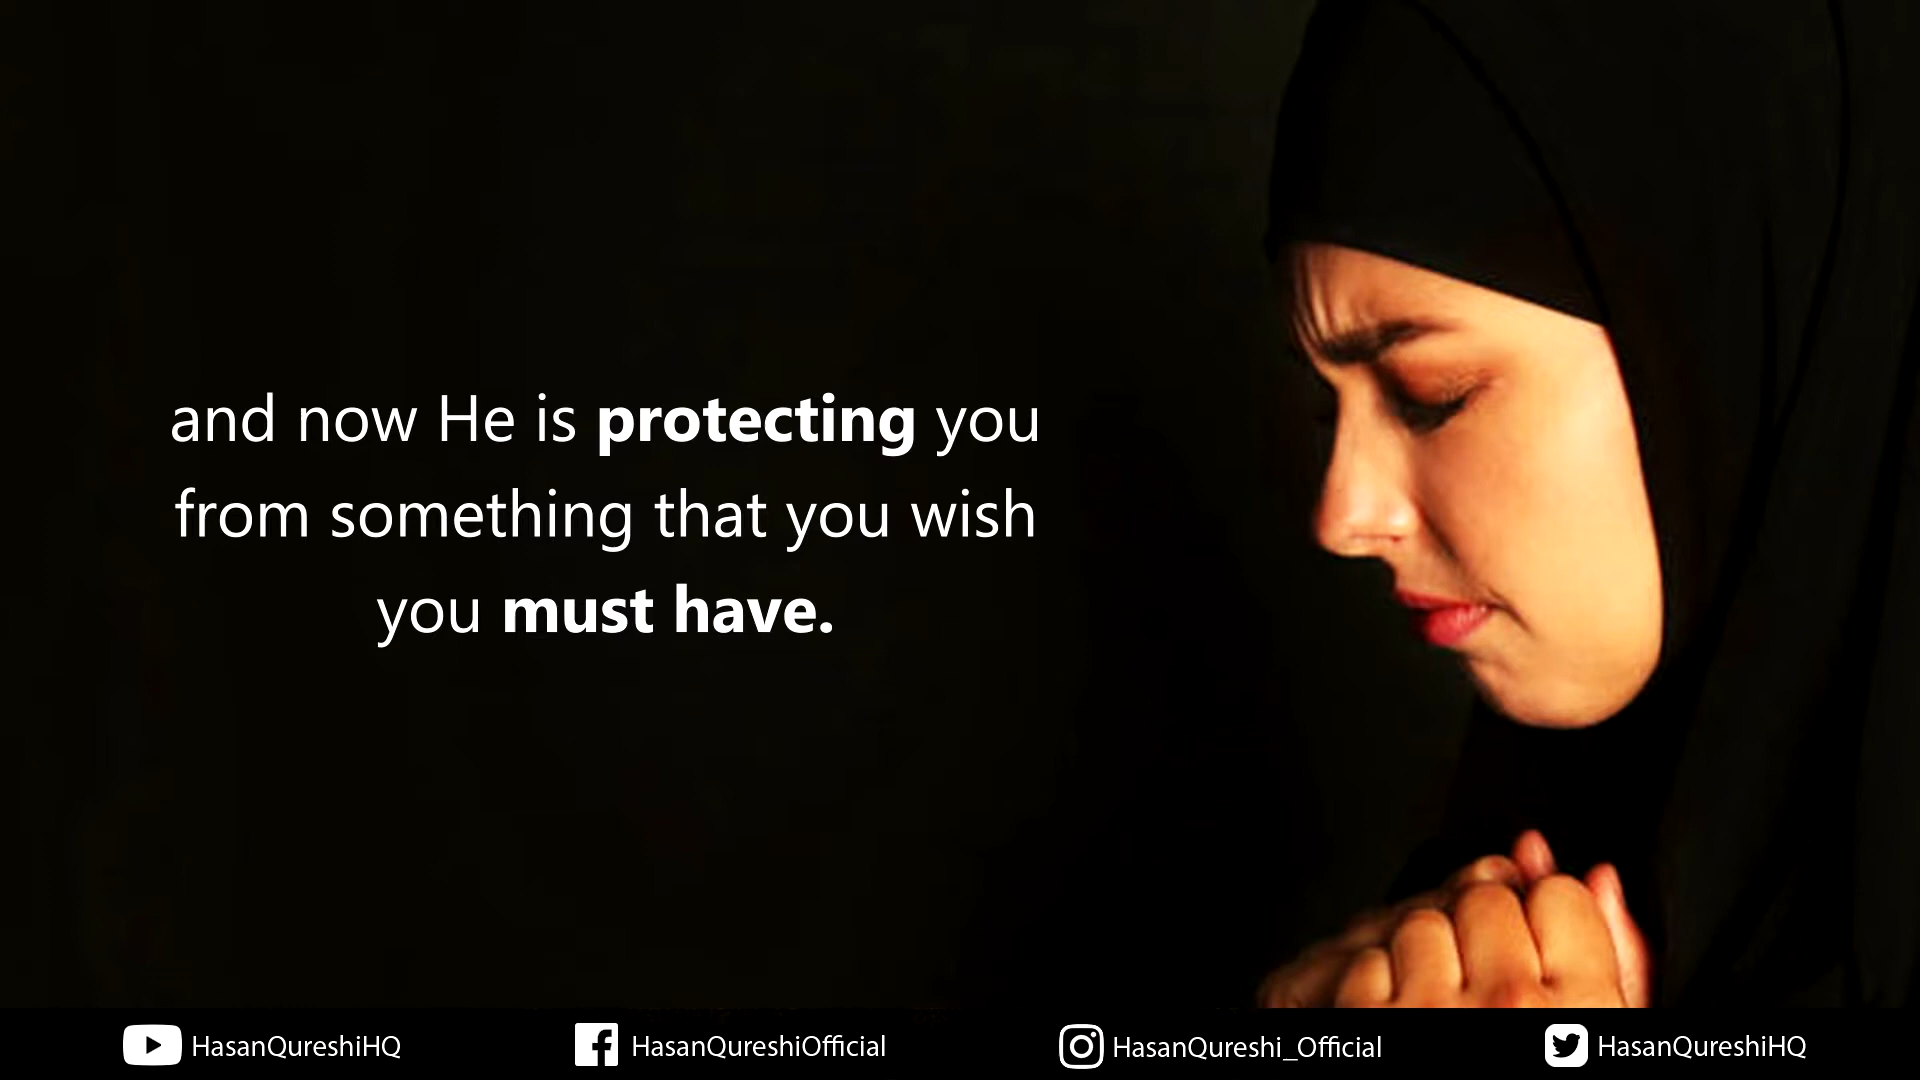 and now He is protecting you
from something that you wish
you must have.
HasanQureshiHQ
HasanQureshiOfficial
HasanQureshi_Official
HasanQureshiHQ